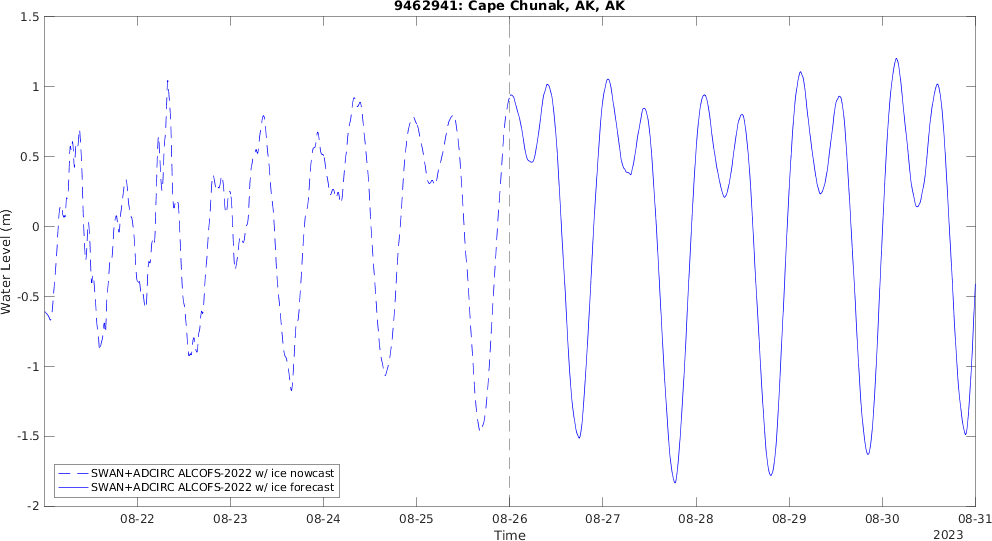 9462941: Cape Chunak, AK, AK
1.5
1
0.5
0
-0.5
-1
-1.5
-2
Water Level (m)
SWAN+ADCIRC ALCOFS-2022 w/ ice nowcast
SWAN+ADCIRC ALCOFS-2022 w/ ice forecast
08-22 08-23 08-24 08-25 08-26 08-27 08-28 08-29 08-30 08-31
Time
2023